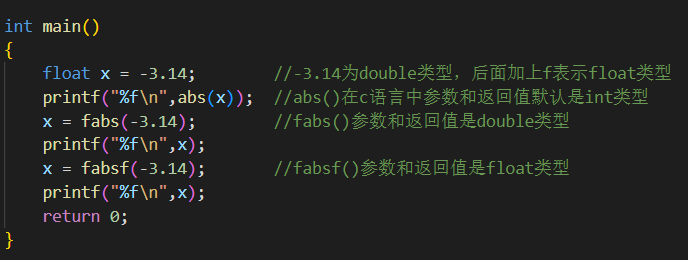 int main()
{
    float x = -3.14;          //-3.14为double类型，后面加上f表示float类型
    printf("%f\n",abs(x));  //abs()在c语言中参数和返回值默认是int类型
    x = fabs(-3.14);          //fabs()参数和返回值是double类型
    printf("%f\n",x);
    x = fabsf(-3.14);         //fabsf()参数和返回值是float类型
    printf("%f\n",x);
    return 0;
}